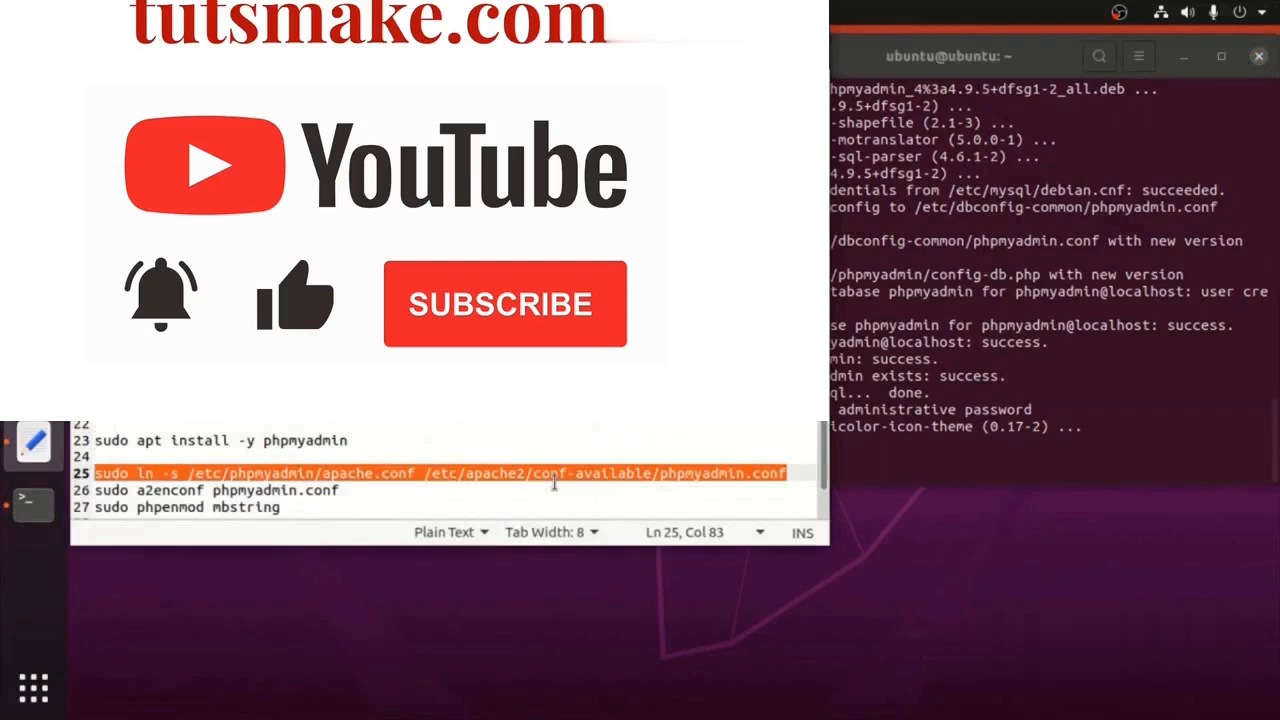 tutsmake.com
YouTube
SUBSCRIBE
ubuntu@ubuntu: ~
hpmyadmin_4%3a4.9.5+dfsg1-2_all.deb ...
.9.5+dfsg1-2) ...
-shapefile (2.1-3) ...
-motranslator (5.0.0-1) ...
-sql-parser (4.6.1-2) ...
4.9.5+dfsg1-2) ...
dentials from /etc/mysql/debian.cnf: succeeded.
config to /etc/dbconfig-common/phpmyadmin.conf
/dbconfig-common/phpmyadmin.conf with new version
/phpmyadmin/config-db.php with new version
tabase phpmyadmin for phpmyadmin@localhost: user cre
se phpmyadmin for phpmyadmin@localhost: success.
yadmin@localhost: success.
min: success.
dmin exists: success.
ql... done.
administrative password
icolor-icon-theme (0.17-2) ...
22
23 sudo apt install -y phpmyadmin
24
25 sudo ln -s /etc/phpmyadmin/apache.conf /etc/apache2/conf-available/phpmyadmin.conf
26 sudo a2enconf phpmyadmin.conf
27 sudo phpenmod mbstring
Plain Text Tab Width: 8 Ln 25, Col 83 INS